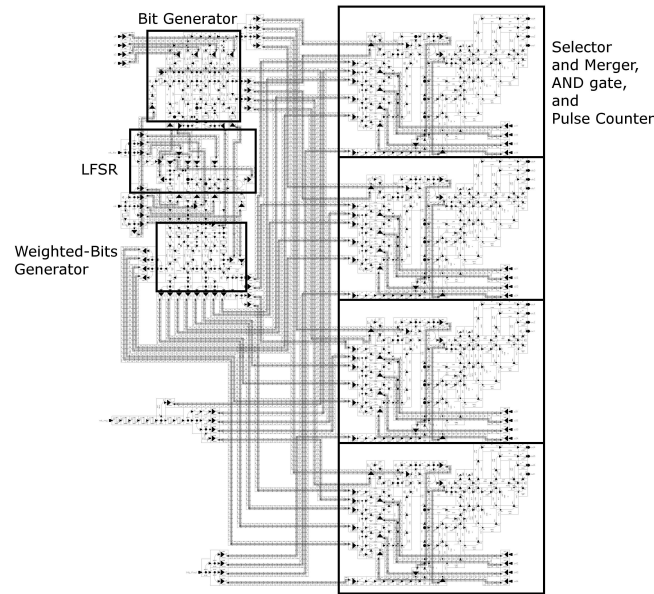 Bit Generator
LFSR
Weighted-Bits
Generator
Selector
and Merger,
AND gate,
and
Pulse Counter